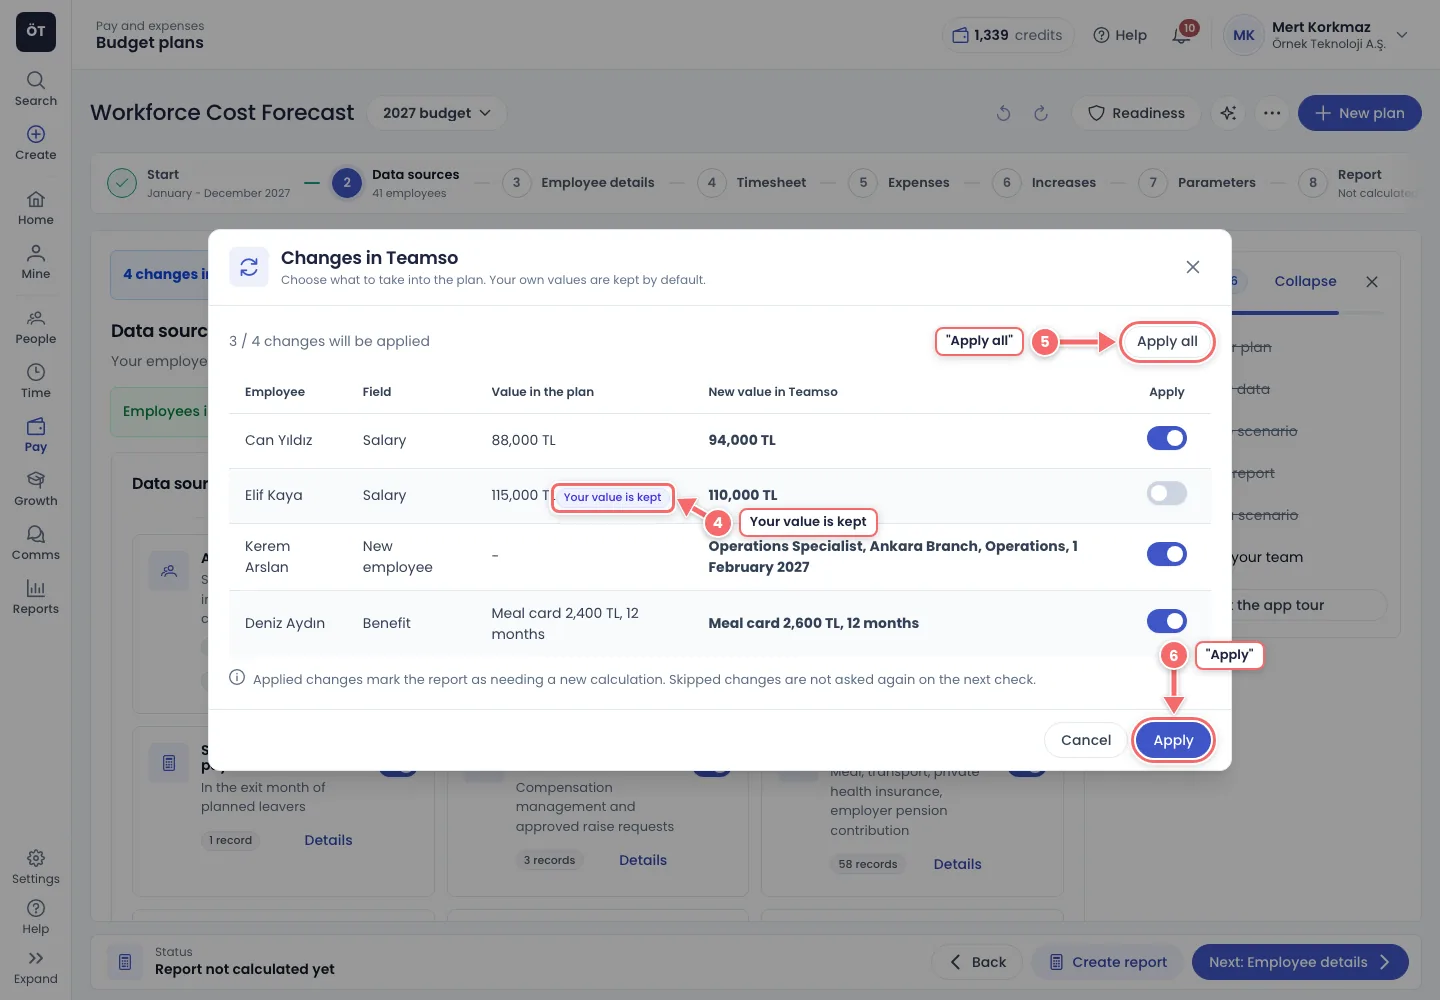 ÖT
Search
Create
Home
Mine
People
Time
Pay
Growth
Comms
Reports
Settings
Help
Expand
Pay and expenses
Budget plans
1,339 credits
Help
10
MK
Mert Korkmaz
Örnek Teknoloji A.Ş.
Workforce Cost Forecast
2027 budget
Readiness
New plan
Start
January - December 2027
2
Data sources
41 employees
3
Employee details
4
Timesheet
5
Expenses
6
Increases
7
Parameters
8
Report
Not calculated
4 changes in
Data sourc
Your employe
Employees i
Data sour
6
Collapse
r plan
data
scenario
report
scenario
your team
t the app tour
Changes in Teamso
Choose what to take into the plan. Your own values are kept by default.
3 / 4 changes will be applied
"Apply all"
5
Apply all
Employee
Field
Value in the plan
New value in Teamso
Apply
Can Yıldız
Salary
88,000 TL
94,000 TL
Elif Kaya
Salary
115,000 TL
Your value is kept
110,000 TL
4
Your value is kept
Kerem
Arslan
New
employee
-
Operations Specialist, Ankara Branch, Operations, 1
February 2027
Deniz Aydın
Benefit
Meal card 2,400 TL, 12
months
Meal card 2,600 TL, 12 months
6
"Apply"
Applied changes mark the report as needing a new calculation. Skipped changes are not asked again on the next check.
Cancel
Apply
In the exit month of
planned leavers
1 record
Details
Compensation
management and
approved raise requests
3 records
Details
Meal, transport, private
health insurance,
employer pension
contribution
58 records
Details
Status
Report not calculated yet
Back
Create report
Next: Employee details